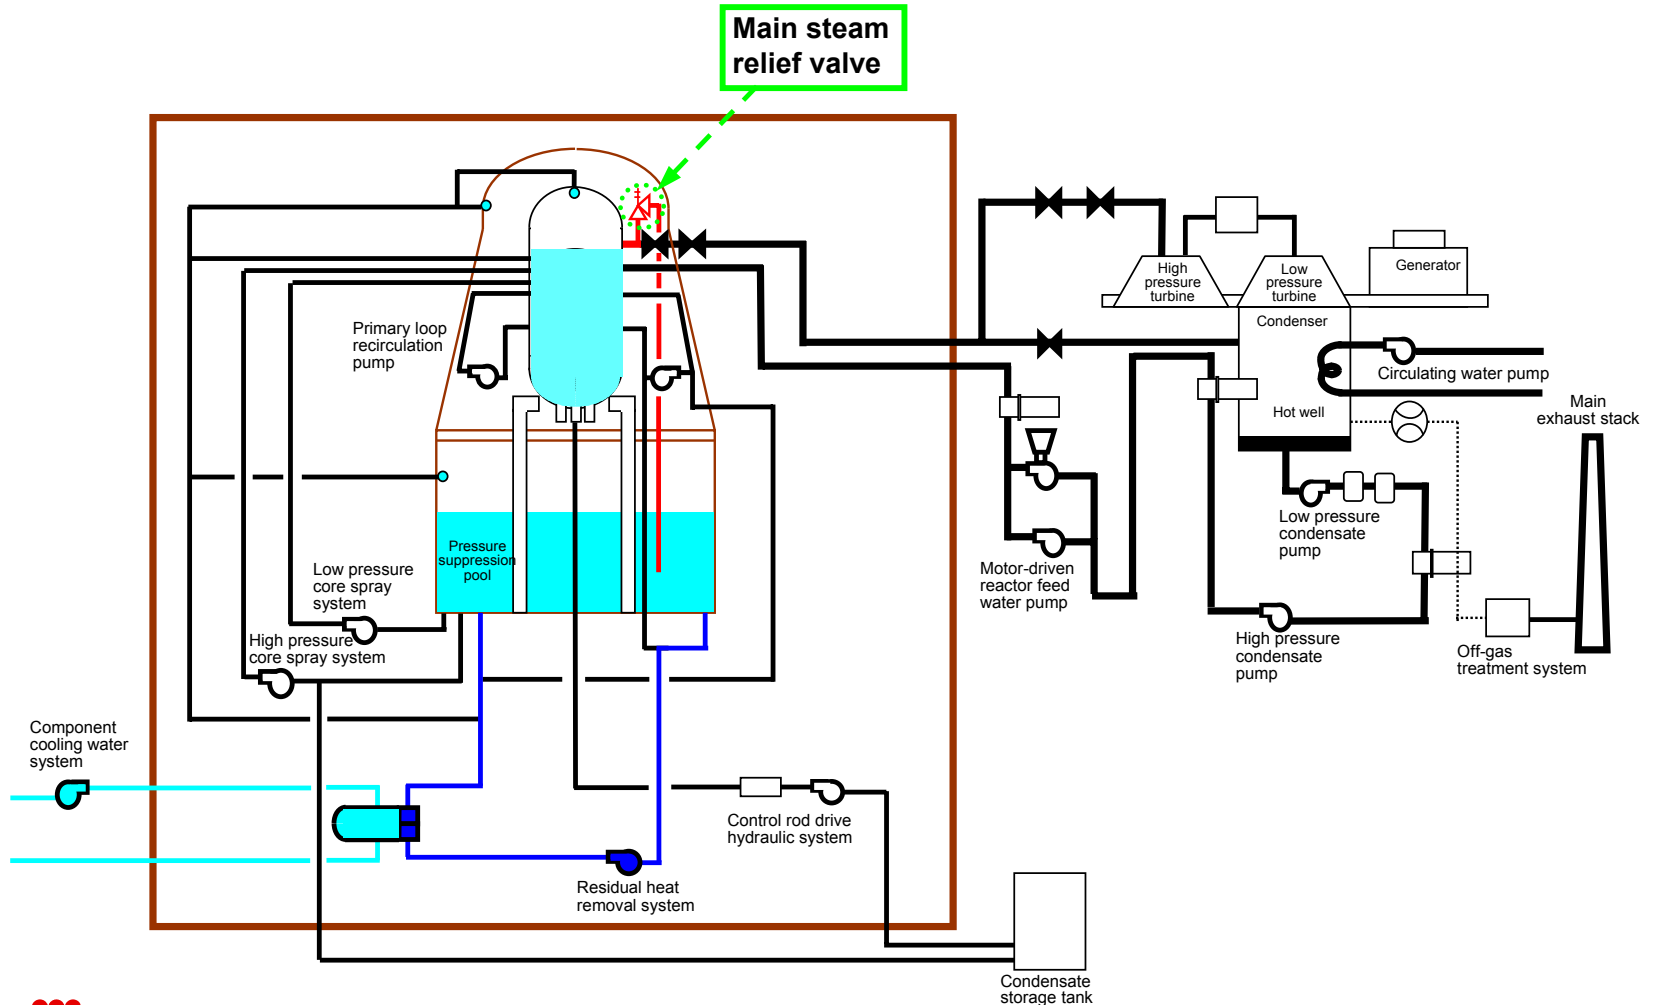 Main steam
relief valve
High
pressure
turbine
Low
pressure
turbine
Generator
Condenser
Circulating water pump
Hot well
Main
exhaust stack
Primary loop
recirculation
pump
Low pressure
condensate
pump
Pressure
suppression
pool
Low pressure
core spray
system
Motor-driven
reactor feed
water pump
High pressure
core spray system
High pressure
condensate
pump
Off-gas
treatment system
Component
cooling water
system
Control rod drive
hydraulic system
Residual heat
removal system
Condensate
storage tank